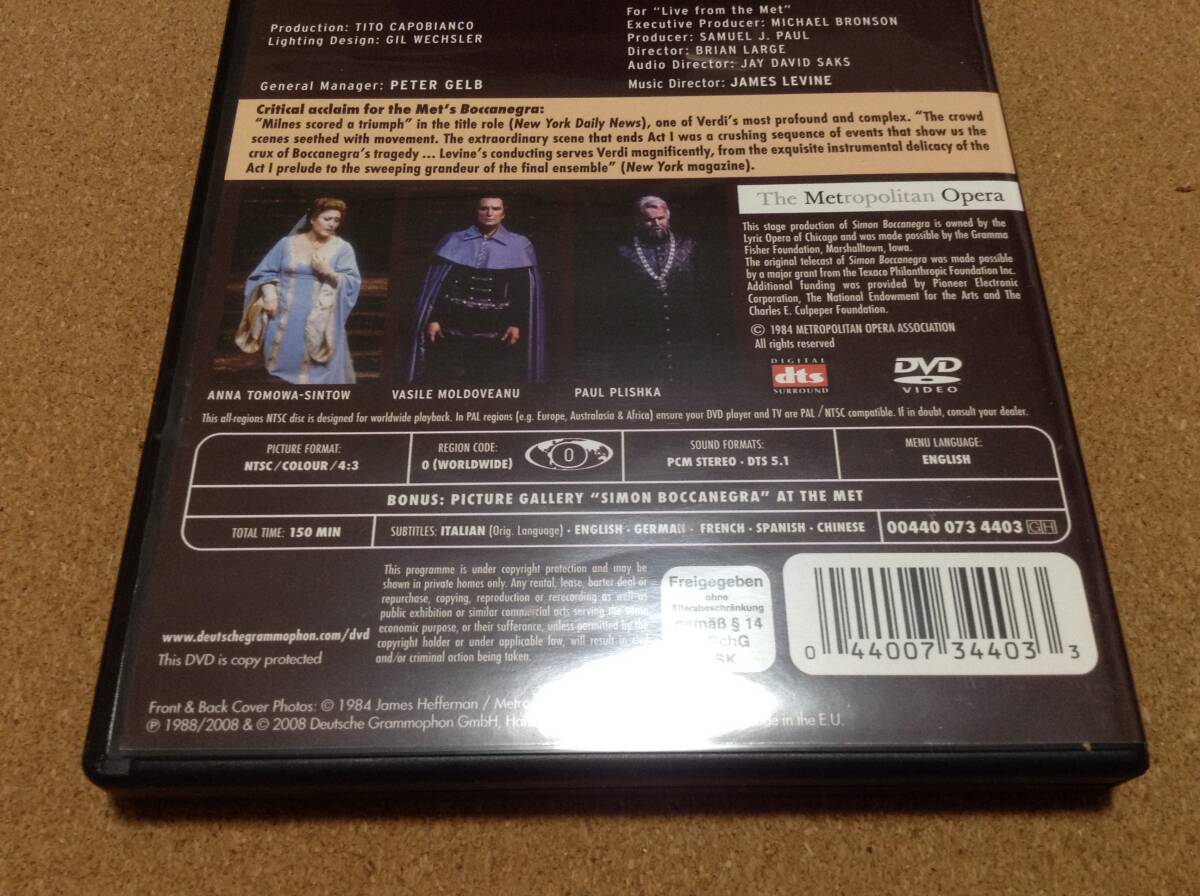 Production: TITO CAPOBIANCO
Lighting Design: GIL WECHSLER
General Manager: PETER GELB
For "Live from the Met"
Executive Producer: MICHAEL BRONSON
Producer: SAMUEL J. PAUL
Director: BRIAN LARGE
Audio Director: JAY DAVID SAKS
Music Director: JAMES LEVINE
Critical acclaim for the Met's Boccanegra:
"Milnes scored a triumph" in the title role (New York Daily News), one of Verdi's most profound and complex. "The crowd
scenes seethed with movement. The extraordinary scene that ends Act I was a crushing sequence of events that show us the
crux of Boccanegra's tragedy ... Levine's conducting serves Verdi magnificently, from the exquisite instrumental delicacy of the
Act I prelude to the sweeping grandeur of the final ensemble" (New York magazine).
The Metropolitan Opera
This stage production of Simon Boccanegra is owned by the
Lyric Opera of Chicago and was made possible by the Gramma
Fisher Foundation, Marshalltown, Iowa.
The original telecast of Simon Boccanegra was made possible
by a major grant from the Texaco Philanthropic Foundation Inc.
Additional funding was provided by Pioneer Electronic
Corporation, The National Endowment for the Arts and The
Charles E. Culpeper Foundation.
© 1984 METROPOLITAN OPERA ASSOCIATION
All rights reserved
DIGITAL
dts
SURROUND
DVD
VIDEO
ANNA TOMOWA-SINTOW
VASILE MOLDOVEANU
PAUL PLISHKA
This all-regions NTSC disc is designed for worldwide playback. In PAL regions (e.g. Europe, Australasia & Africa) ensure your DVD player and TV are PAL / NTSC compatible. If in doubt, consult your dealer.
PICTURE FORMAT:
NTSC/COLOUR/4:3
REGION CODE:
0 (WORLDWIDE)
0
SOUND FORMATS:
PCM STEREO · DTS 5.1
MENU LANGUAGE:
ENGLISH
BONUS: PICTURE GALLERY "SIMON BOCCANEGRA" AT THE MET
TOTAL TIME: 150 MIN
SUBTITLES: ITALIAN (Orig. Language) · ENGLISH · GERMAN · FRENCH · SPANISH · CHINESE
00440 073 4403 GH
This programme is under copyright protection and may be
shown in private homes only. Any rental, lease, barter deal or
repurchase, copying, reproduction or rerecording as well as
public exhibition or similar commercial acts serving the same
economic purpose, or their sufferance, unless permitted by the
copyright holder or under applicable law, will result in civil
and/or criminal action being taken.
www.deutschegrammophon.com/dvd
This DVD is copy protected
Freigegeben
ohne
Altersbeschränkung
gemäß § 14
SchG
SK
0 44007 34403 3
Front & Back Cover Photos: © 1984 James Heffernan / Metro
℗ 1988/2008 & © 2008 Deutsche Grammophon GmbH, in the E.U.